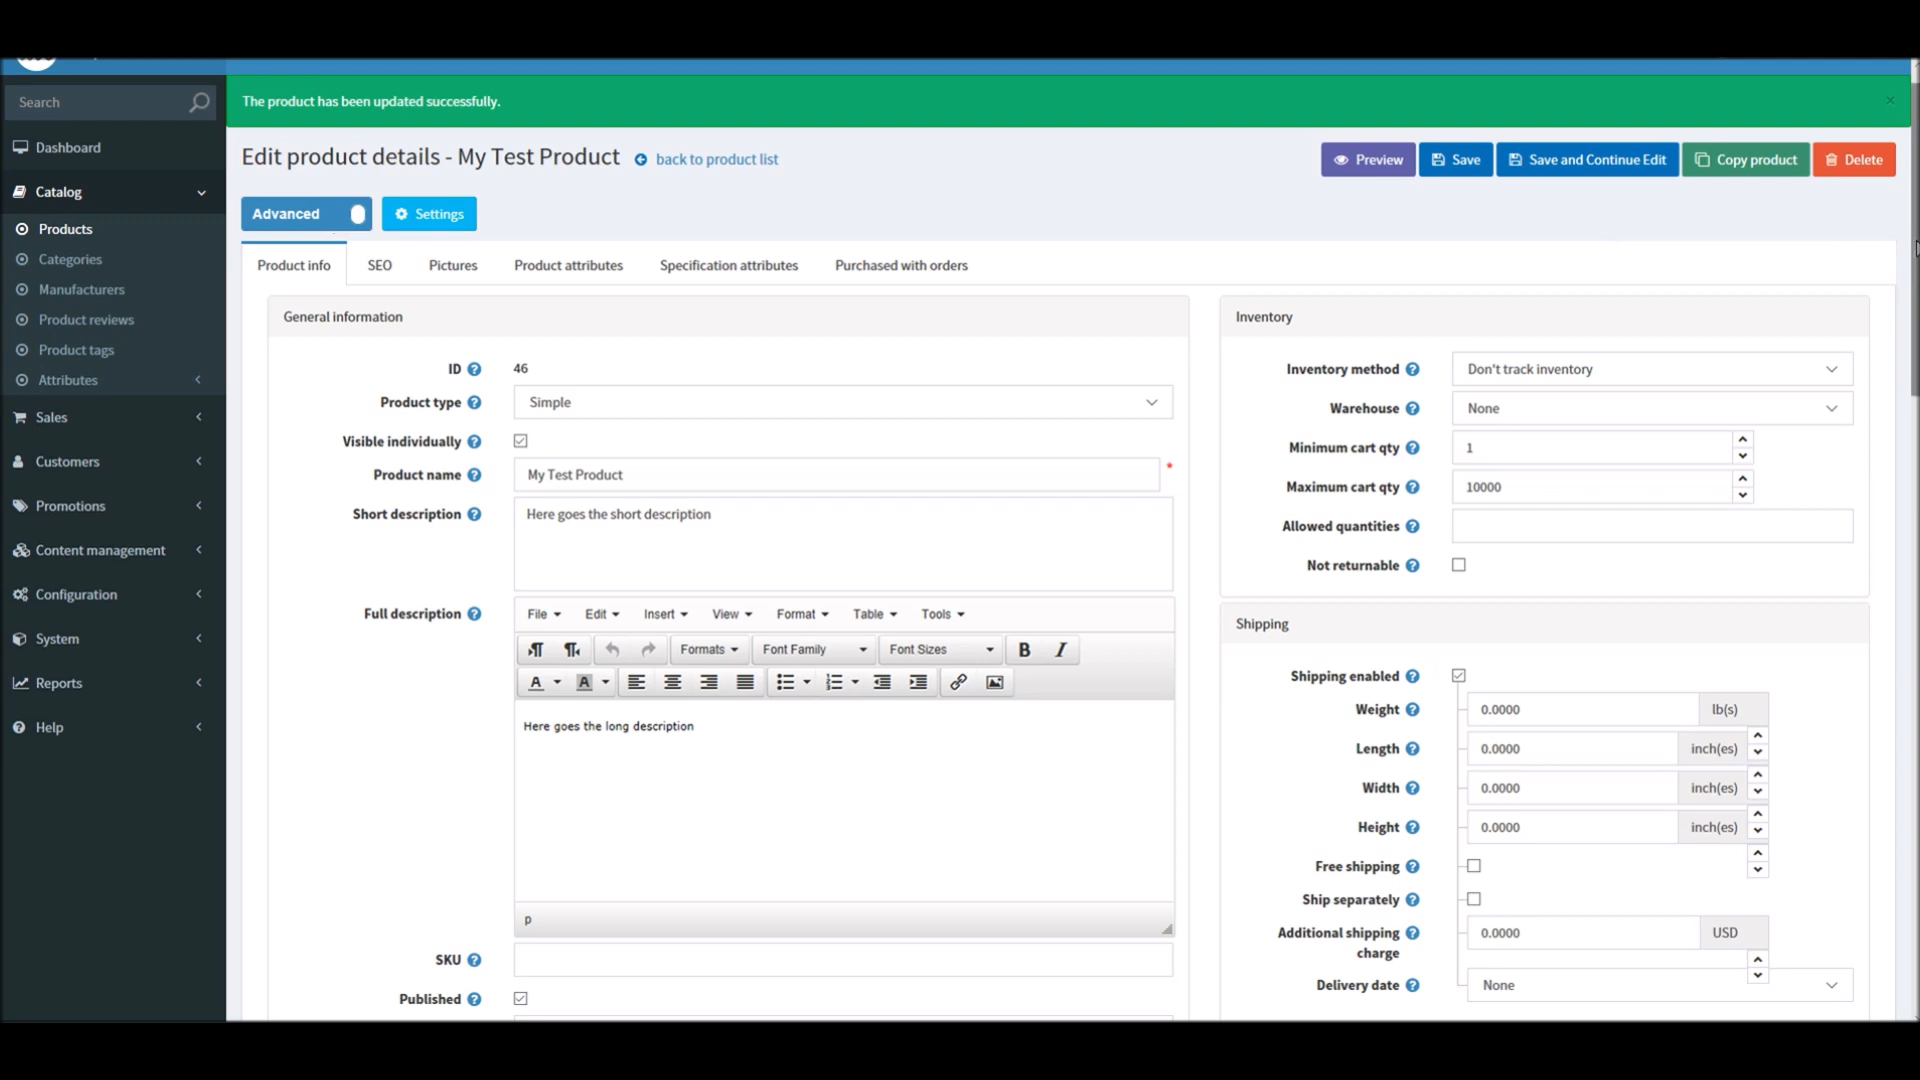 Search
The product has been updated successfully.
×
Edit product details - My Test Product
back to product list
Preview
Save
Save and Continue Edit
Copy product
Delete
Dashboard
Catalog
Products
Categories
Manufacturers
Product reviews
Product tags
Attributes
Sales
Customers
Promotions
Content management
Configuration
System
Reports
Help
Advanced
Settings
Product info
SEO
Pictures
Product attributes
Specification attributes
Purchased with orders
General information
ID ? 46
Product type ? Simple
Visible individually ?
Product name ? My Test Product *
Short description ? Here goes the short description
Full description ?
File Edit Insert View Format Table Tools
Formats Font Family Font Sizes B I
A A
Here goes the long description
p
SKU ?
Published ?
Inventory
Inventory method ? Don't track inventory
Warehouse ? None
Minimum cart qty ? 1
Maximum cart qty ? 10000
Allowed quantities ?
Not returnable ?
Shipping
Shipping enabled ?
Weight ? 0.0000 lb(s)
Length ? 0.0000 inch(es)
Width ? 0.0000 inch(es)
Height ? 0.0000 inch(es)
Free shipping ?
Ship separately ?
Additional shipping ? 0.0000 USD
charge
Delivery date ? None